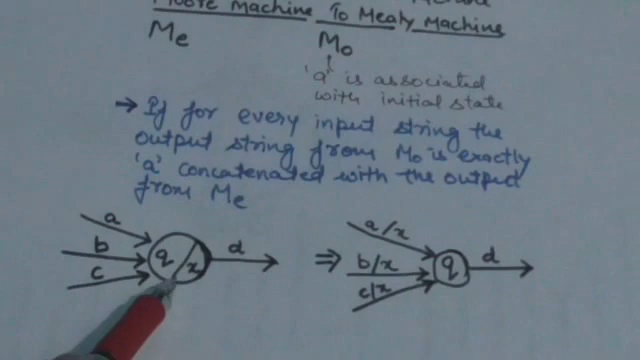 Moore Machine To Mealy Machine
Me Mo
'a' is associated
with initial state
→ If for every input string the
output string from Mo is exactly
'a' concatenated with the output
from Me
a
b
c
q/x
d
⇒
a/x
b/x
c/x
q
d